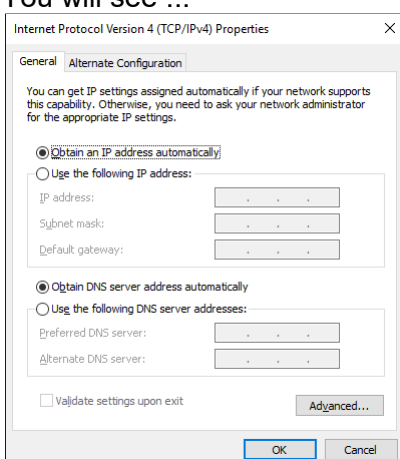 You will see ...
Internet Protocol Version 4 (TCP/IPv4) Properties
General Alternate Configuration
You can get IP settings assigned automatically if your network supports
this capability. Otherwise, you need to ask your network administrator
for the appropriate IP settings.
Obtain an IP address automatically
Use the following IP address:
IP address:
Subnet mask:
Default gateway:
Obtain DNS server address automatically
Use the following DNS server addresses:
Preferred DNS server:
Alternate DNS server:
Validate settings upon exit
Advanced...
OK Cancel